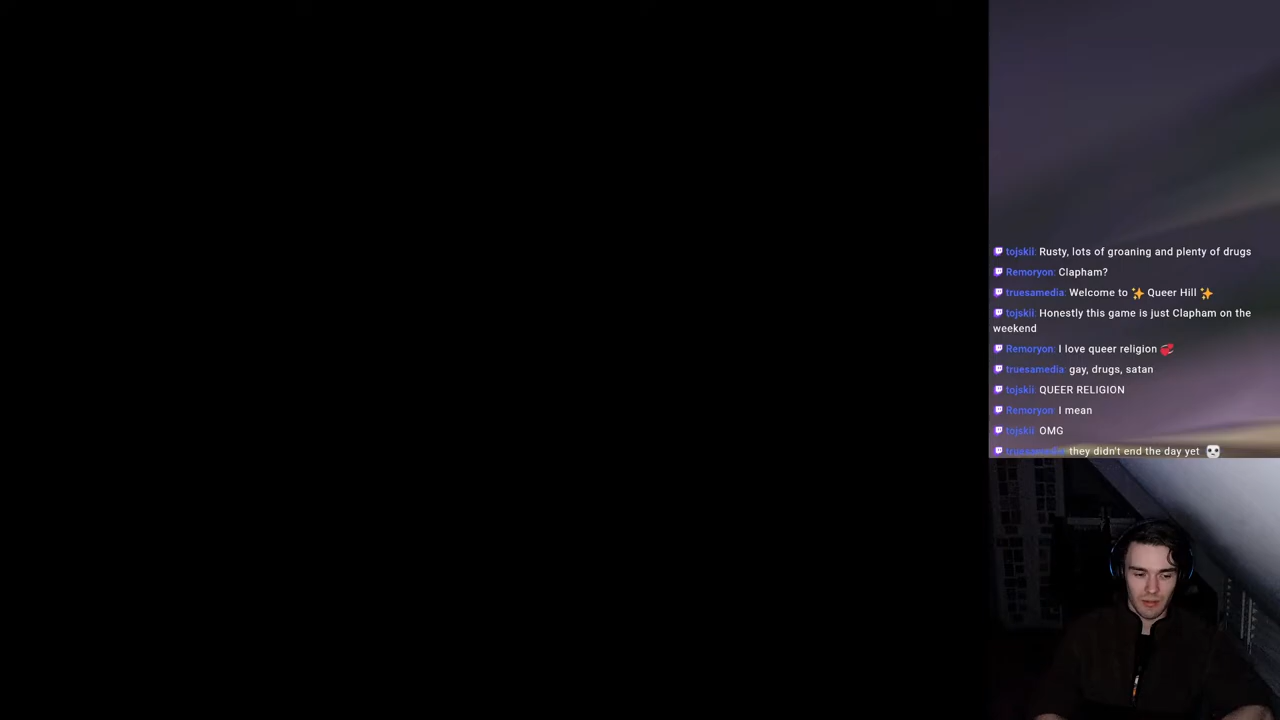 tojskii: Rusty, lots of groaning and plenty of drugs
Remoryon: Clapham?
truesamedia: Welcome to ✨ Queer Hill ✨
tojskii: Honestly this game is just Clapham on the
weekend
Remoryon: I love queer religion 💞
truesamedia: gay, drugs, satan
tojskii: QUEER RELIGION
Remoryon: I mean
tojskii: OMG
truesamedia: they didn't end the day yet 💀